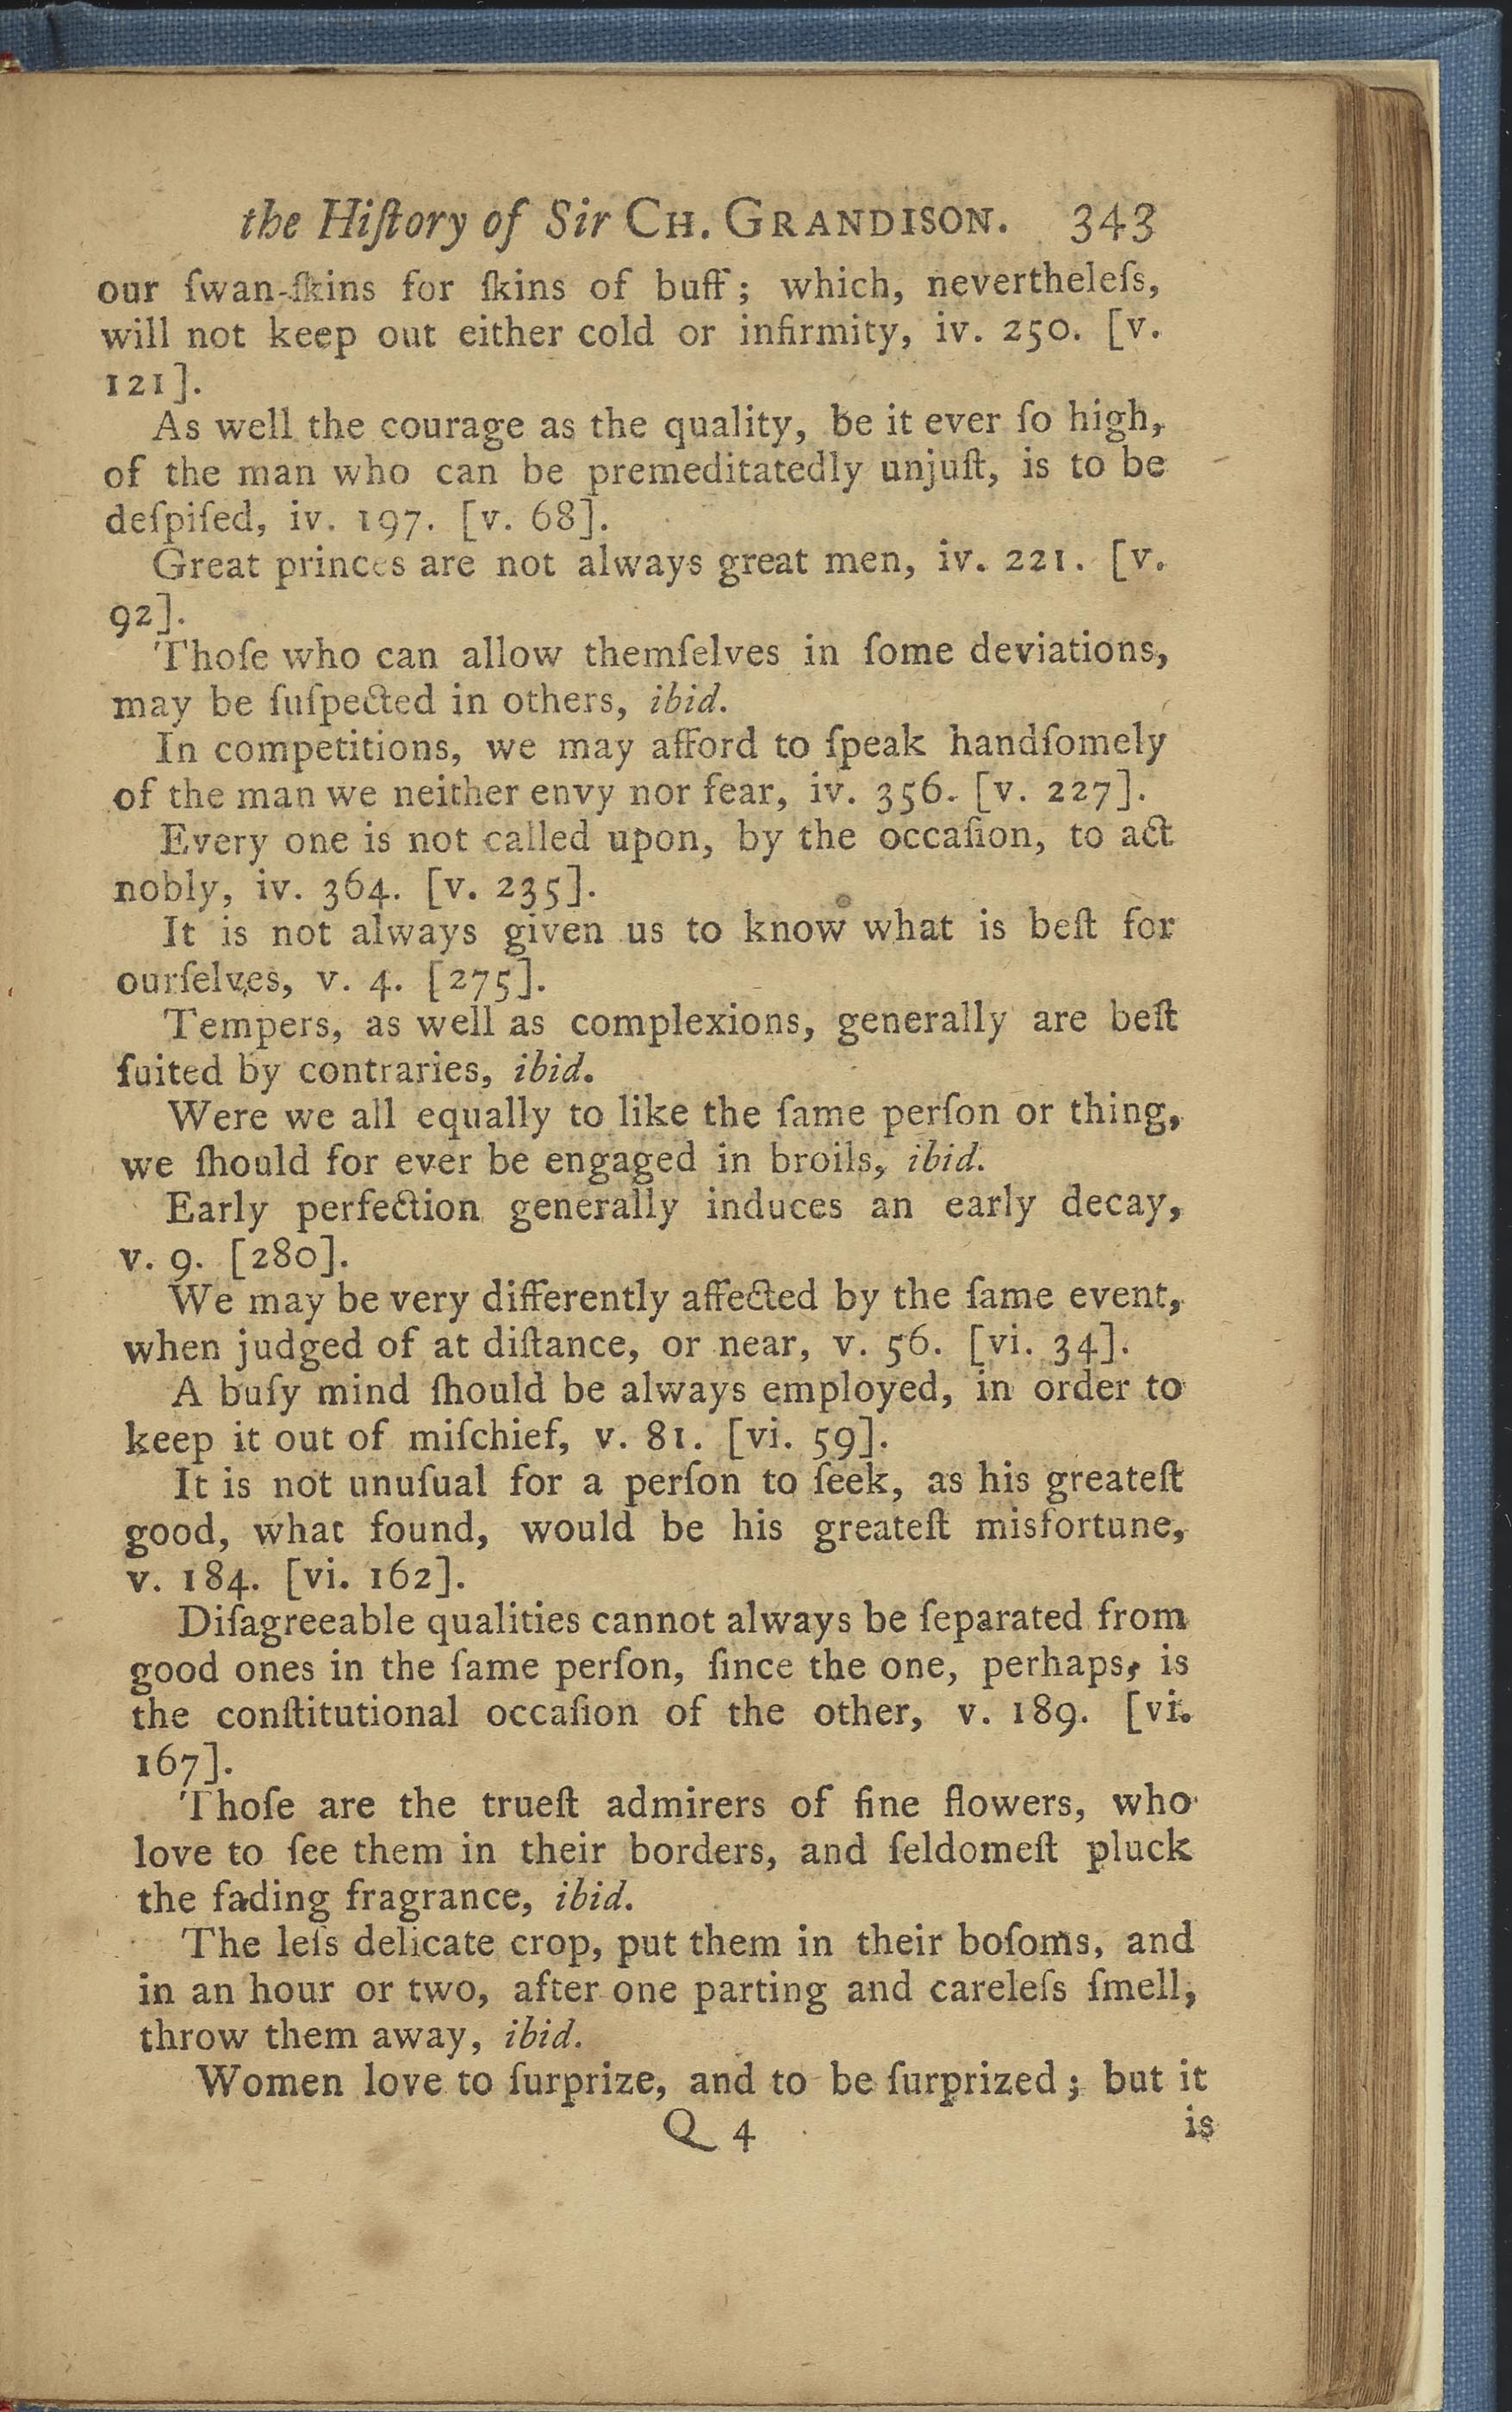 the Hiſtory of Sir CH. GRANDISON. 343
our ſwan-ſkins for ſkins of buff; which, nevertheleſs,
will not keep out either cold or infirmity, iv. 250. [v.
121].
As well the courage as the quality, be it ever ſo high,
of the man who can be premeditatedly unjuſt, is to be
deſpiſed, iv. 197. [v. 68].
Great princes are not always great men, iv. 221. [v.
92].
Thoſe who can allow themſelves in ſome deviations,
may be ſuſpected in others, ibid.
In competitions, we may afford to ſpeak handſomely
of the man we neither envy nor fear, iv. 356. [v. 227].
Every one is not called upon, by the occaſion, to act
nobly, iv. 364. [v. 235].
It is not always given us to know what is beſt for
ourſelves, v. 4. [275].
Tempers, as well as complexions, generally are beſt
ſuited by contraries, ibid.
Were we all equally to like the ſame perſon or thing,
we ſhould for ever be engaged in broils, ibid.
Early perfection generally induces an early decay,
v. 9. [280].
We may be very differently affected by the ſame event,
when judged of at diſtance, or near, v. 56. [vi. 34].
A buſy mind ſhould be always employed, in order to
keep it out of miſchief, v. 81. [vi. 59].
It is not unuſual for a perſon to ſeek, as his greateſt
good, what found, would be his greateſt misfortune,
v. 184. [vi. 162].
Diſagreeable qualities cannot always be ſeparated from
good ones in the ſame perſon, ſince the one, perhaps, is
the conſtitutional occaſion of the other, v. 189. [vi.
167].
Thoſe are the trueſt admirers of fine flowers, who
love to ſee them in their borders, and ſeldomeſt pluck
the fading fragrance, ibid.
The leſs delicate crop, put them in their boſoms, and
in an hour or two, after one parting and careleſs ſmell,
throw them away, ibid.
Women love to ſurprize, and to be ſurprized; but it
Q 4 is